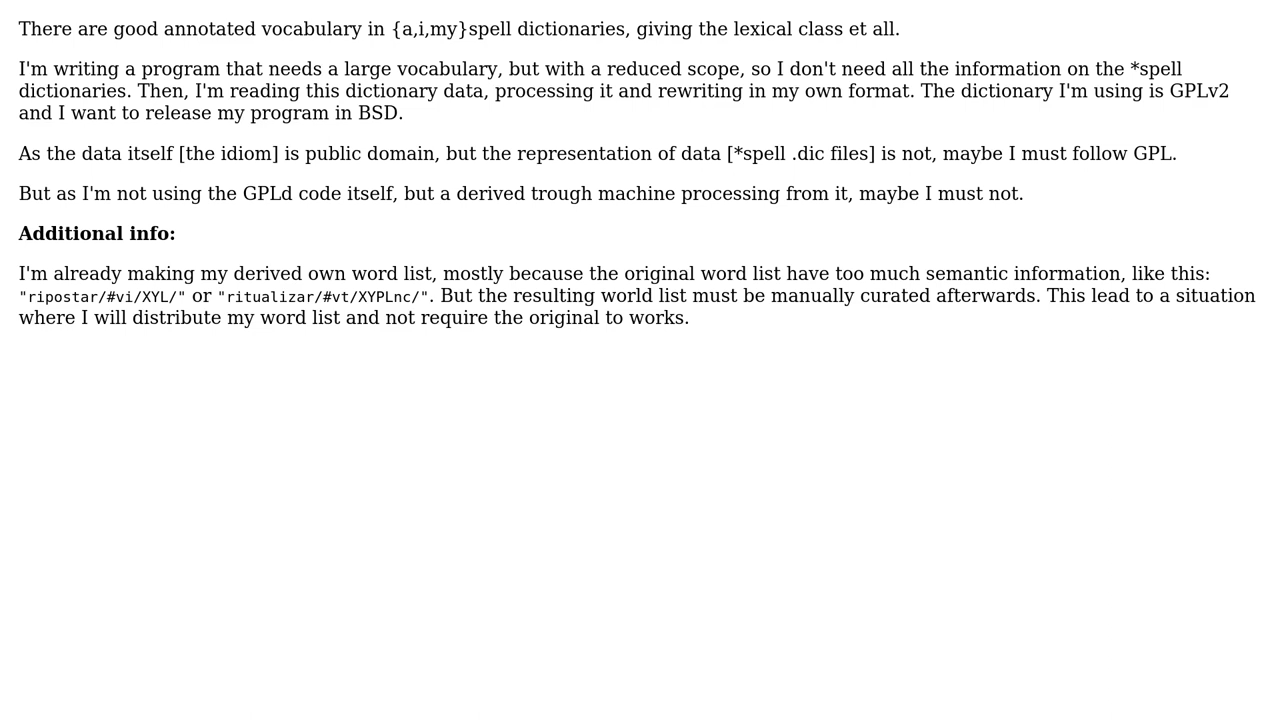 There are good annotated vocabulary in {a,i,my}spell dictionaries, giving the lexical class et all.
I'm writing a program that needs a large vocabulary, but with a reduced scope, so I don't need all the information on the *spell
dictionaries. Then, I'm reading this dictionary data, processing it and rewriting in my own format. The dictionary I'm using is GPLv2
and I want to release my program in BSD.
As the data itself [the idiom] is public domain, but the representation of data [*spell .dic files] is not, maybe I must follow GPL.
But as I'm not using the GPLd code itself, but a derived trough machine processing from it, maybe I must not.
Additional info:
I'm already making my derived own word list, mostly because the original word list have too much semantic information, like this:
"ripostar/#vi/XYL/" or "ritualizar/#vt/XYPLnc/". But the resulting world list must be manually curated afterwards. This lead to a situation
where I will distribute my word list and not require the original to works.